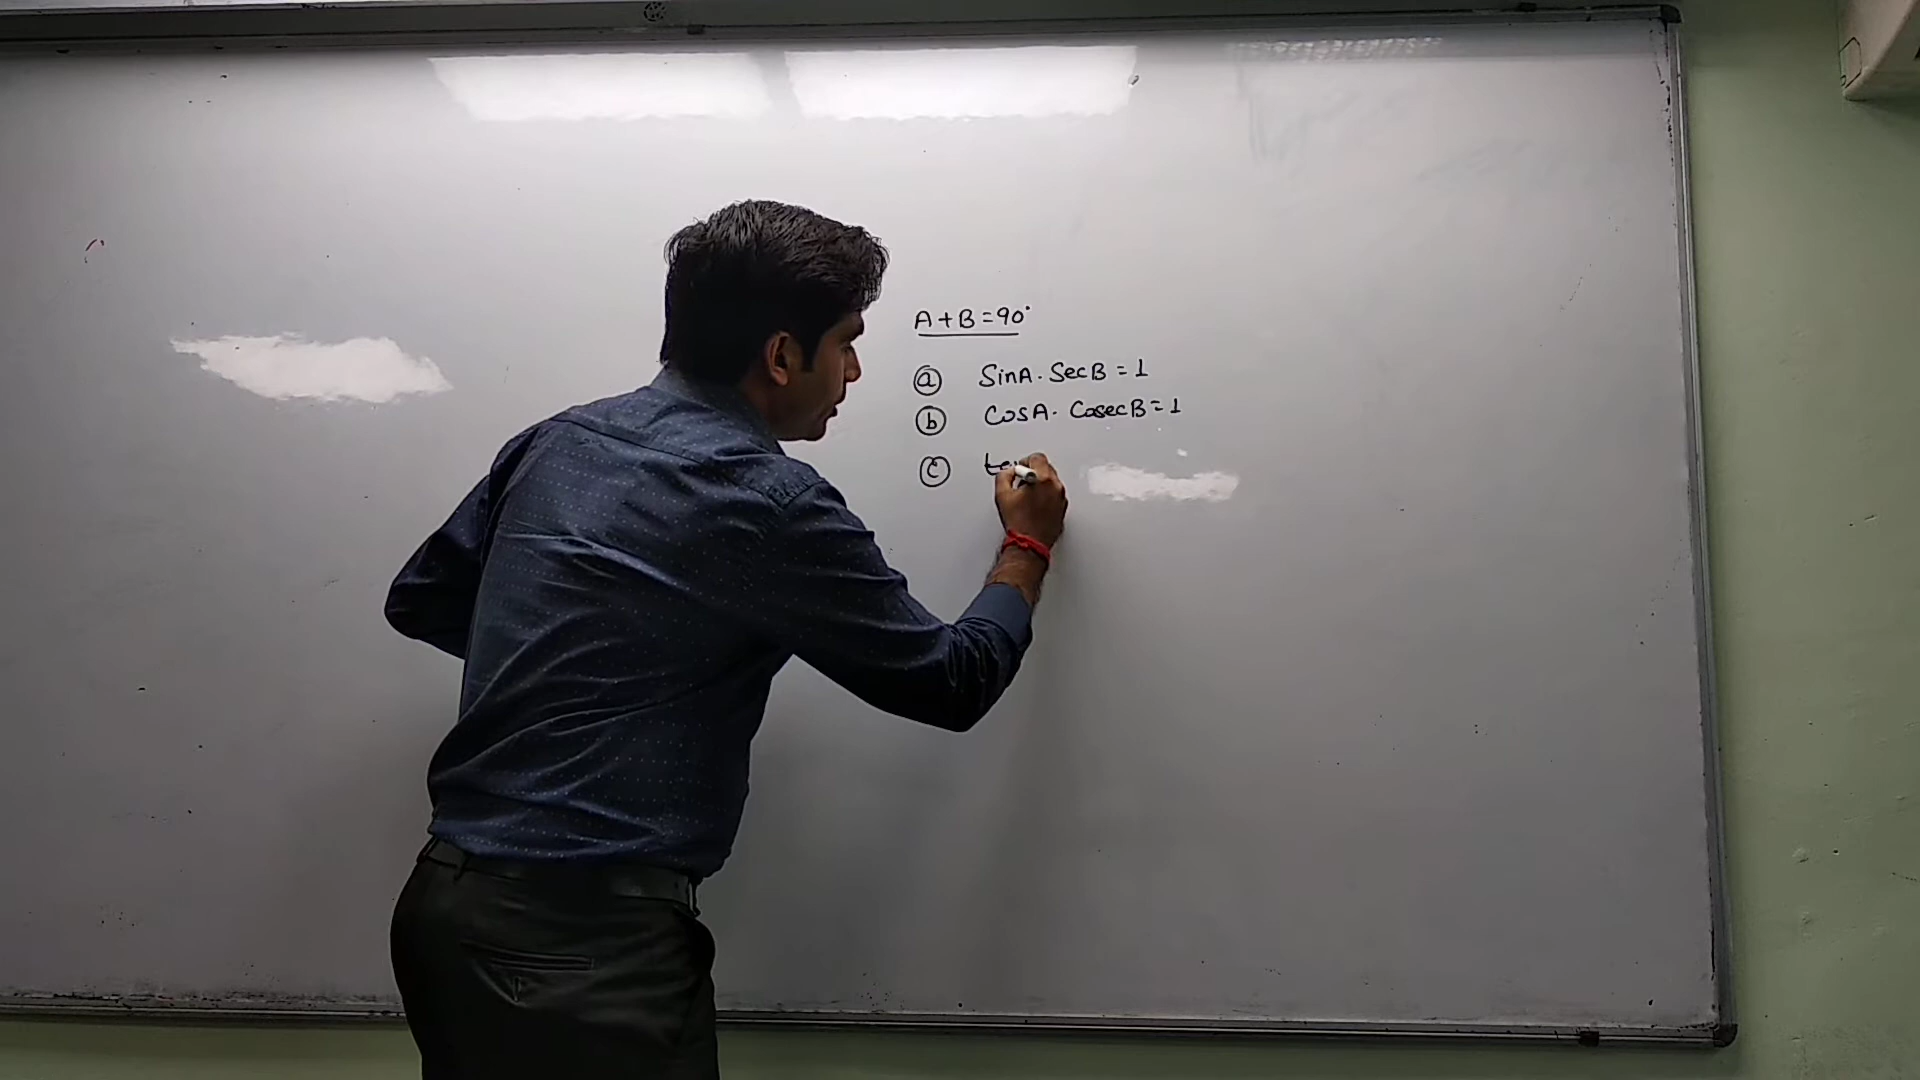 A+B=90°
ⓐ SinA. SecB = 1
ⓑ CosA. CosecB = 1
ⓒ